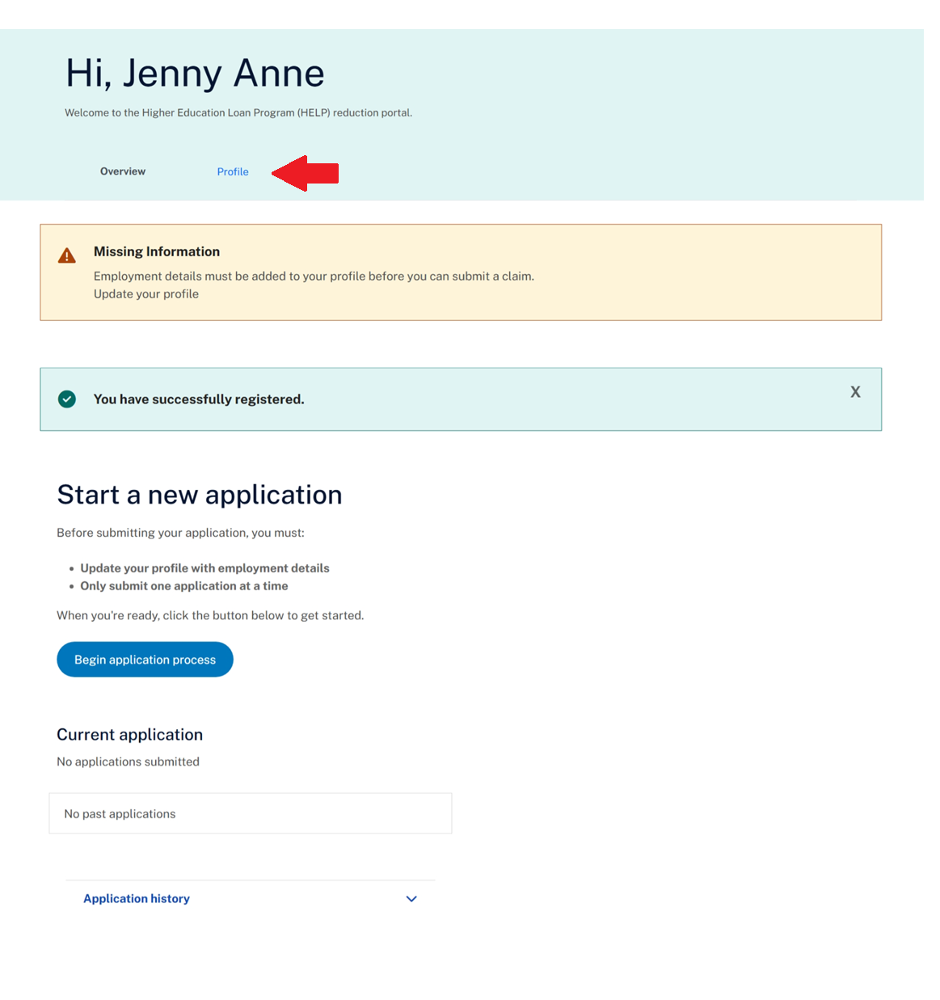 Hi, Jenny Anne
Welcome to the Higher Education Loan Program (HELP) reduction portal.
Overview
Profile
Missing Information
Employment details must be added to your profile before you can submit a claim.
Update your profile
You have successfully registered.
X
Start a new application
Before submitting your application, you must:
• Update your profile with employment details
• Only submit one application at a time
When you're ready, click the button below to get started.
Begin application process
Current application
No applications submitted
No past applications
Application history